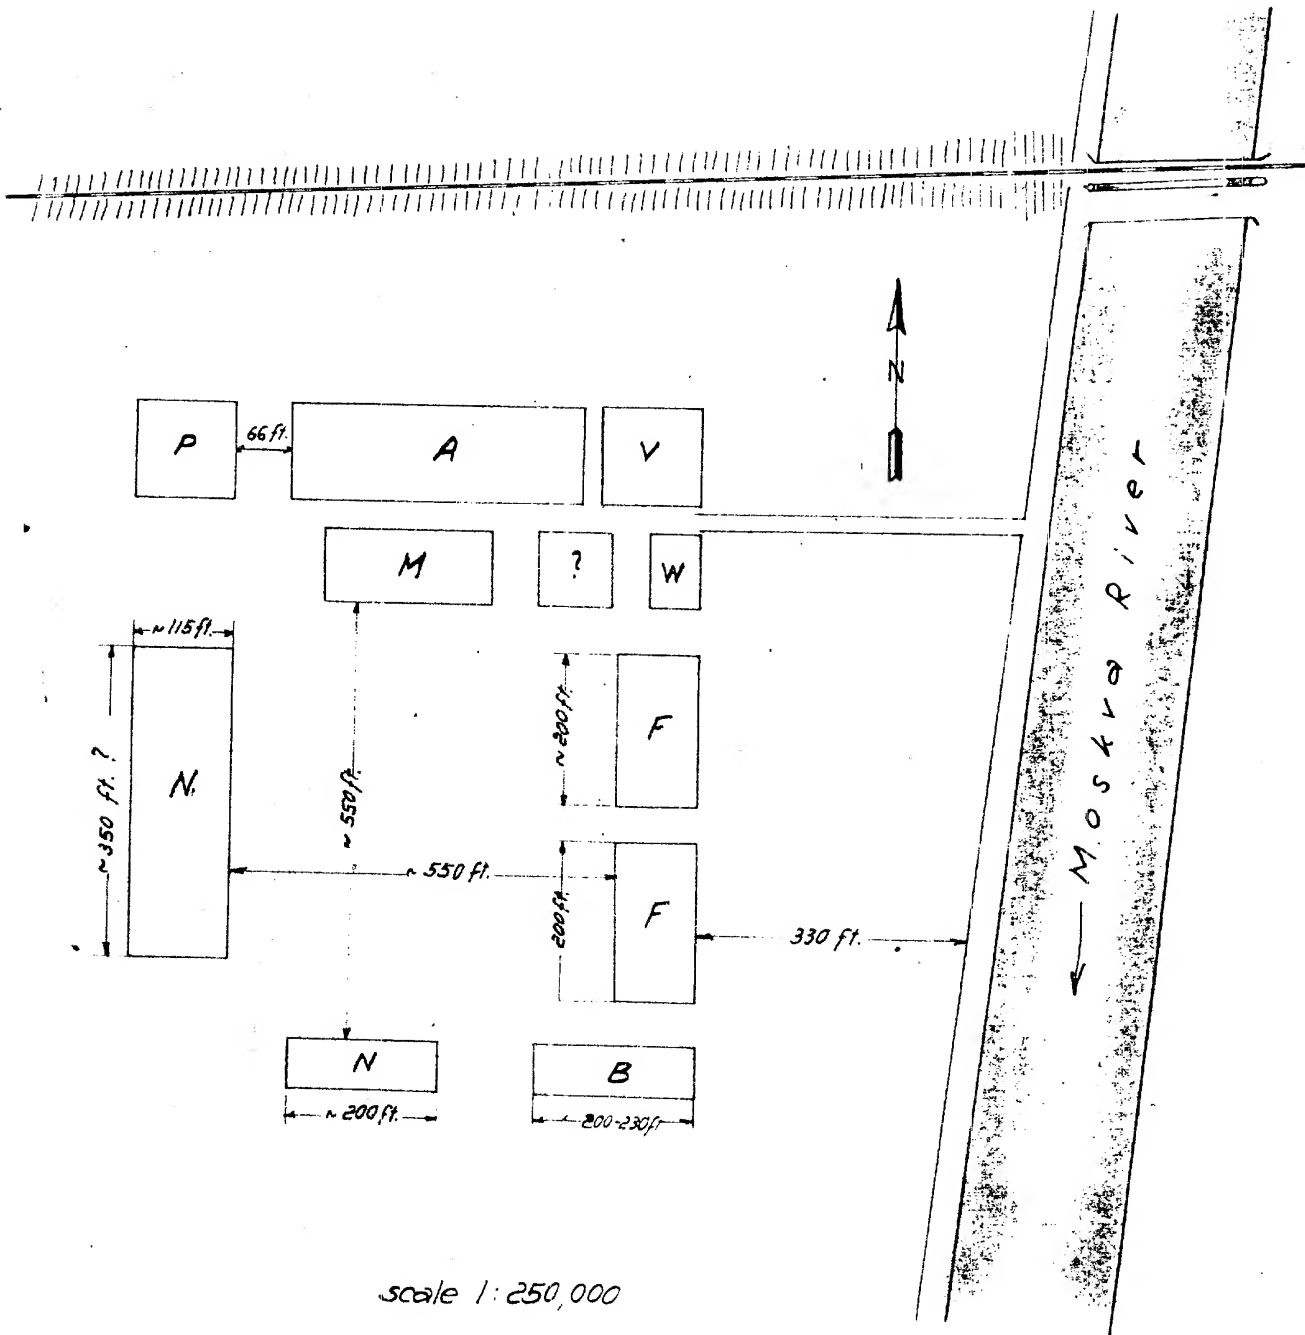 N
P
66 ft.
A
V
M
?
W
~ 115 ft.
~ 350 ft. ?
N
~ 550 ft.
~ 200 ft.
F
~ 550 ft.
200 ft.
F
330 ft.
Moskva River
N
~ 200 ft.
B
~ 200-230 ft
scale 1:250,000